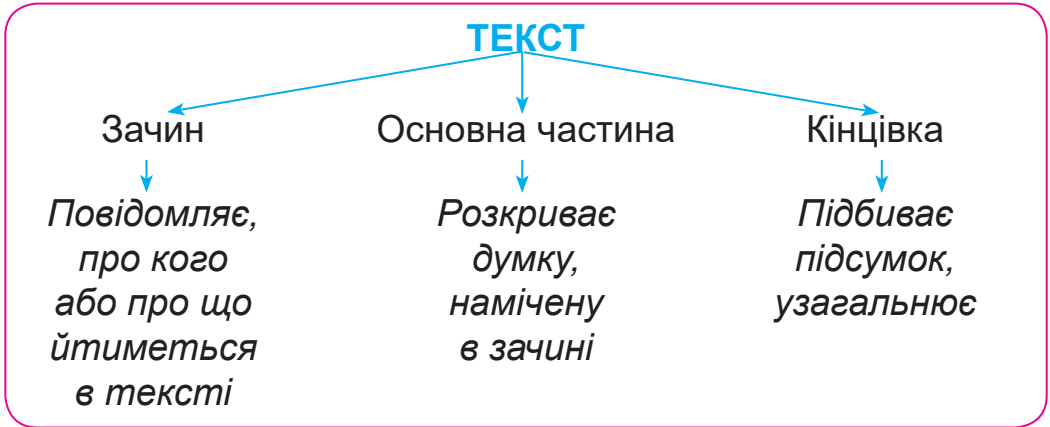 ТЕКСТ
Зачин
Повідомляє,
про кого
або про що
йтиметься
в тексті
Основна частина
Розкриває
думку,
намічену
в зачині
Кінцівка
Підбиває
підсумок,
узагальнює